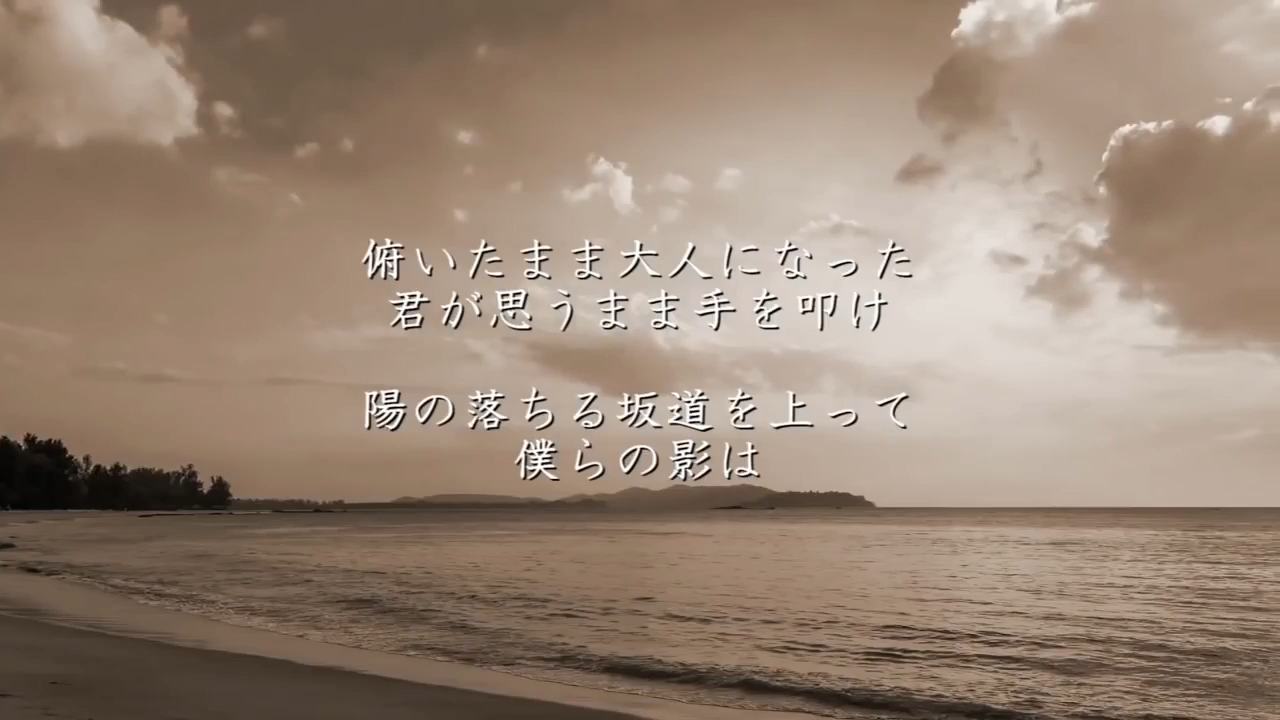 俯いたまま大人になった
君が思うまま手を叩け
陽の落ちる坂道を上って
僕らの影は